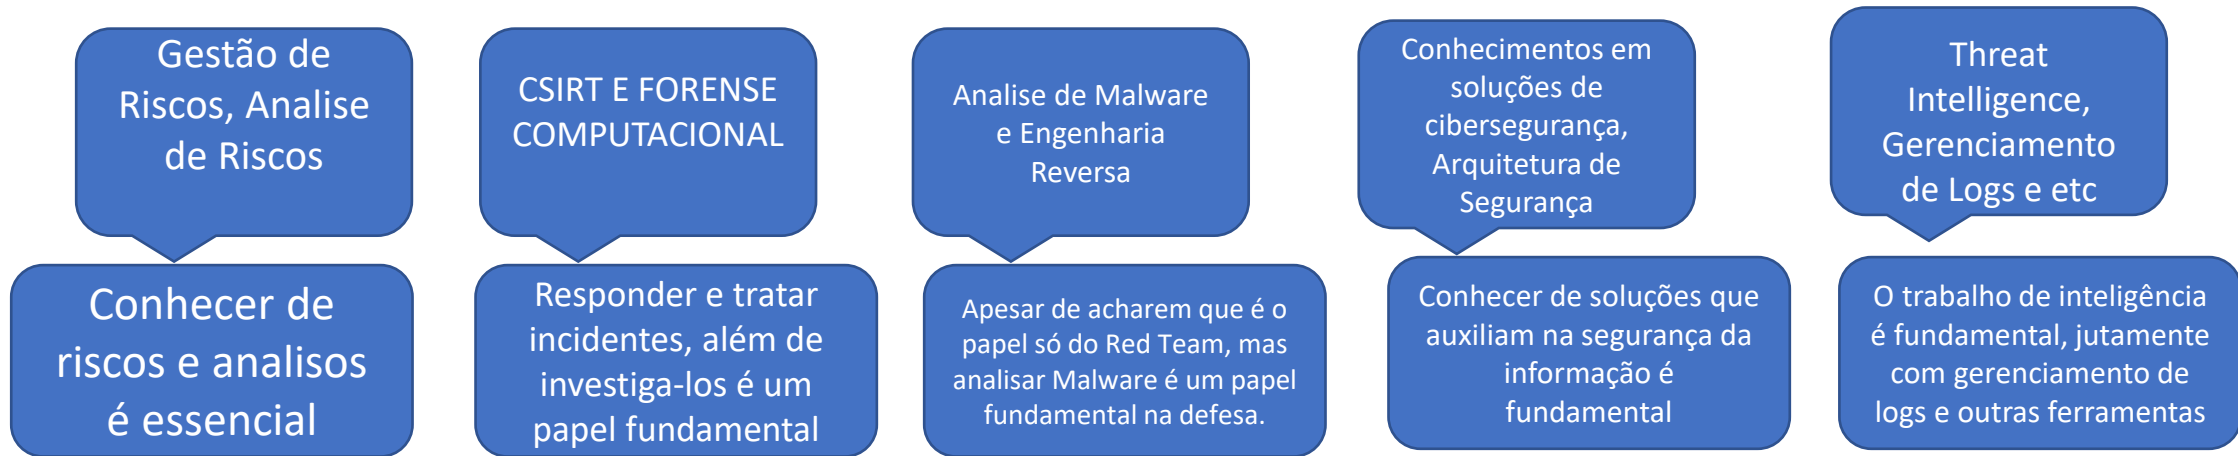 Gestão de
Riscos, Analise
de Riscos
Conhecer de
riscos e analisos
é essencial
CSIRT E FORENSE
COMPUTACIONAL
Responder e tratar
incidentes, além de
investiga-los é um
papel fundamental
Analise de Malware
e Engenharia
Reversa
Apesar de acharem que é o
papel só do Red Team, mas
analisar Malware é um papel
fundamental na defesa.
Conhecimentos em
soluções de
cibersegurança,
Arquitetura de
Segurança
Conhecer de soluções que
auxiliam na segurança da
informação é
fundamental
Threat
Intelligence,
Gerenciamento
de Logs e etc
O trabalho de inteligência
é fundamental, jutamente
com gerenciamento de
logs e outras ferramentas